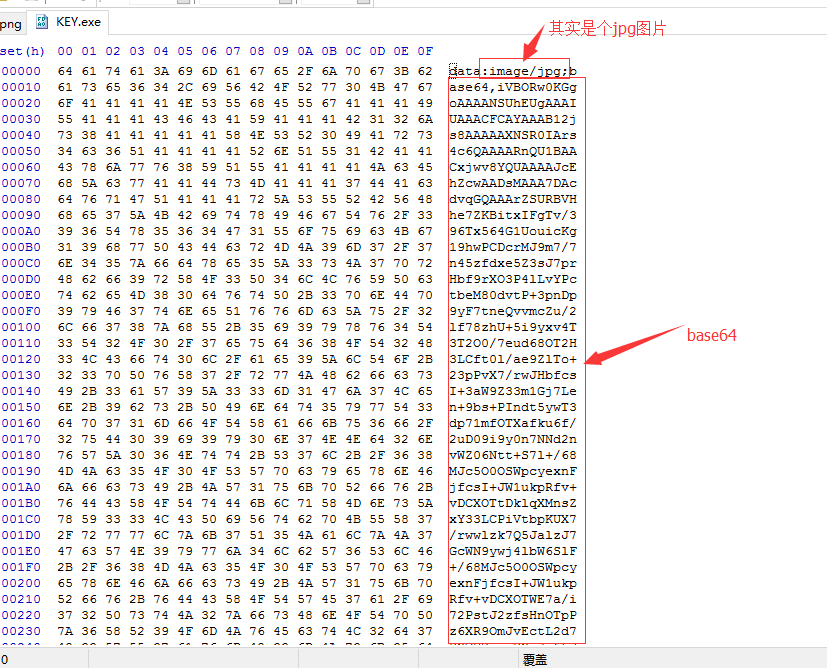 png
KEY.exe
其实是个jpg图片
set(h) 00 01 02 03 04 05 06 07 08 09 0A 0B 0C 0D 0E 0F
00000 64 61 74 61 3A 69 6D 61 67 65 2F 6A 70 67 3B 62 data:image/jpg;b
00010 61 73 65 36 34 2C 69 56 42 4F 52 77 30 4B 47 67 ase64,iVBORw0KGg
00020 6F 41 41 41 41 4E 53 55 68 45 55 67 41 41 41 49 oAAAANSUhEUgAAAI
00030 55 41 41 41 43 46 43 41 59 41 41 41 42 31 32 6A UAAACFCAYAAAB12j
00040 73 38 41 41 41 41 41 58 4E 53 52 30 49 41 72 73 s8AAAAAXNSR0IArs
00050 34 63 36 51 41 41 41 41 52 6E 51 55 31 42 41 41 4c6QAAAARnQU1BAA
00060 43 78 6A 77 76 38 59 51 55 41 41 41 41 4A 63 45 Cxjwv8YQUAAAAJcE
00070 68 5A 63 77 41 41 44 73 4D 41 41 41 37 44 41 63 hZcwAADsMAAA7DAc
00080 64 76 71 47 51 41 41 41 72 5A 53 55 52 42 56 48 dvqGQAAArZSURBVH
00090 68 65 37 5A 4B 42 69 74 78 49 46 67 54 76 2F 33 he7ZKBitxIFgTv/3
000A0 39 36 54 78 35 36 34 47 31 55 6F 75 69 63 4B 67 96Tx564G1UouicKg
000B0 31 39 68 77 50 43 44 63 72 4D 4A 39 6D 37 2F 37 19hwPCDcrMJ9m7/7
000C0 6E 34 35 7A 66 64 78 65 35 5A 33 73 4A 37 70 72 n45zfdxe5Z3sJ7pr
000D0 48 62 66 39 72 58 4F 33 50 34 6C 4C 76 59 50 63 Hbf9rXO3P4lLvYPc
000E0 74 62 65 4D 38 30 64 76 74 50 2B 33 70 6E 44 70 tbeM80dvtP+3pnDp
000F0 39 79 46 37 74 6E 65 51 76 76 6D 63 5A 75 2F 32 9yF7tneQvvmcZu/2
00100 6C 66 37 38 7A 68 55 2B 35 69 39 79 78 76 34 54 lf78zhU+5i9yxv4T
00110 33 54 32 4F 30 2F 37 65 75 64 36 38 4F 54 32 48 3T2O0/7eud68OT2H
00120 33 4C 43 66 74 30 6C 2F 61 65 39 5A 6C 54 6F 2B 3LCft0l/ae9ZlTo+
00130 32 33 70 50 76 58 37 2F 72 77 4A 48 62 66 63 73 23pPvX7/rwJHbfcs
00140 49 2B 33 61 57 39 5A 33 33 6D 31 47 6A 37 4C 65 I+3aW9Z33m1Gj7Le
00150 6E 2B 39 62 73 2B 50 49 6E 64 74 35 79 77 54 33 n+9bs+PIndt5ywT3
00160 64 70 37 31 6D 66 4F 54 58 61 66 6B 75 36 66 2F dp71mfOTXafku6f/
00170 32 75 44 30 39 69 39 79 30 6E 37 4E 4E 64 32 6E 2uD09i9y0n7NNd2n
00180 76 57 5A 30 36 4E 74 74 2B 53 37 6C 2B 2F 36 38 vWZ06Ntt+S7l+/68
00190 4D 4A 63 35 4F 30 4F 53 57 70 63 79 65 78 6E 46 MJc5O0OSWpcyexnF
001A0 6A 66 63 73 49 2B 4A 57 31 75 6B 70 52 66 76 2B jfcsI+JW1ukpRfv+
001B0 76 44 43 58 4F 54 74 44 6B 6C 71 58 4D 6E 73 5A vDCXOTtDklqXMnsZ
001C0 78 59 33 33 4C 43 50 69 56 74 62 70 4B 55 58 37 xY33LCPiVtbpKUX7
001D0 2F 72 77 77 6C 7A 6B 37 51 35 4A 61 6C 7A 4A 37 /rwwlzk7Q5JalzJ7
001E0 47 63 57 4E 39 79 77 6A 34 6C 62 57 36 53 6C 46 GcWN9ywj4lbW6SlF
001F0 2B 2F 36 38 4D 4A 63 35 4F 30 4F 53 57 70 63 79 +/68MJc5O0OSWpcy
00200 65 78 6E 46 6A 66 63 73 49 2B 4A 57 31 75 6B 70 exnFjfcsI+JW1ukp
00210 52 66 76 2B 76 44 43 58 4F 54 57 45 37 61 2F 69 Rfv+vDCXOTWE7a/i
00220 37 32 50 73 74 4A 32 7A 66 73 48 6E 4F 54 70 50 72PstJ2zfsHnOTpP
00230 7A 36 58 52 39 4F 6D 4A 76 45 63 74 4C 32 64 37 z6XR9OmJvEctL2d7
base64
0
覆盖